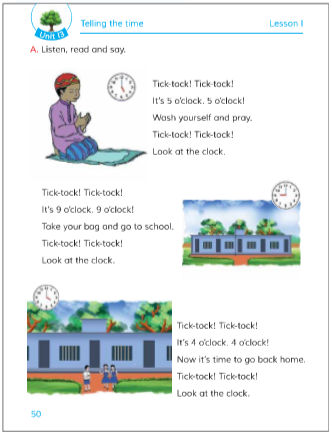 Unit 13
Telling the time
Lesson 1
A. Listen, read and say.
Tick-tock! Tick-tock!
It's 5 o'clock. 5 o'clock!
Wash yourself and pray.
Tick-tock! Tick-tock!
Look at the clock.
Tick-tock! Tick-tock!
It's 9 o'clock. 9 o'clock!
Take your bag and go to school.
Tick-tock! Tick-tock!
Look at the clock.
Tick-tock! Tick-tock!
It's 4 o'clock. 4 o'clock!
Now it's time to go back home.
Tick-tock! Tick-tock!
Look at the clock.
50